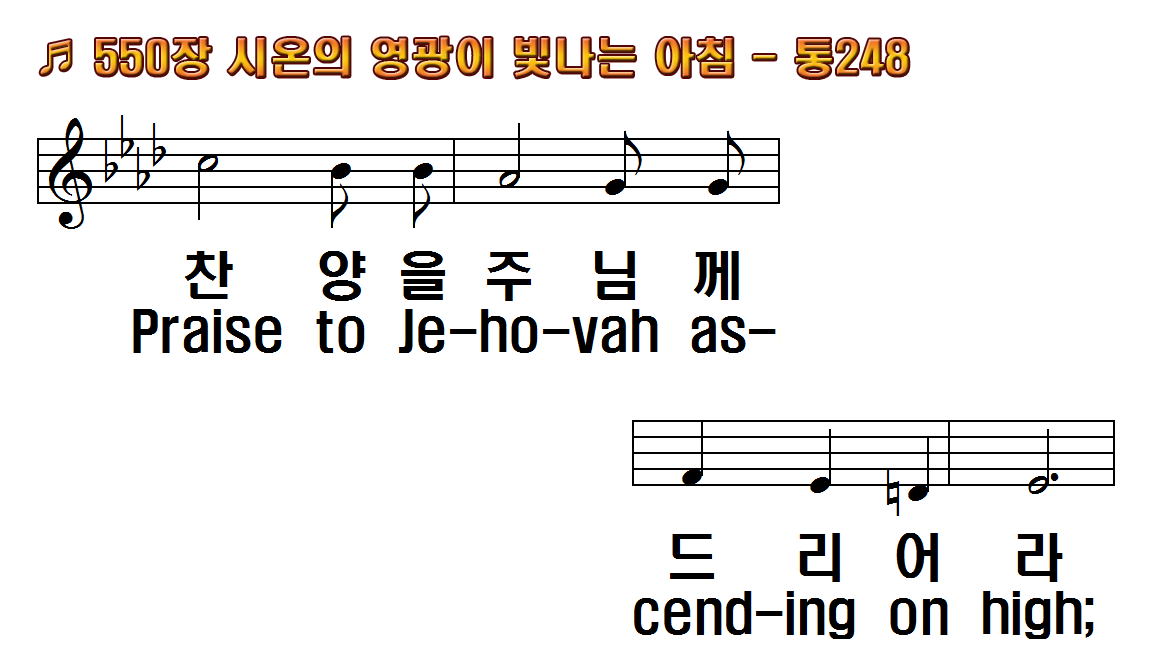 ♬ 550장 시온의 영광이 빛나는 아침 - 통248
찬 양 을 주 님 께
Praise to Je-ho-vah as-
드 리 어 라
cend-ing on high;